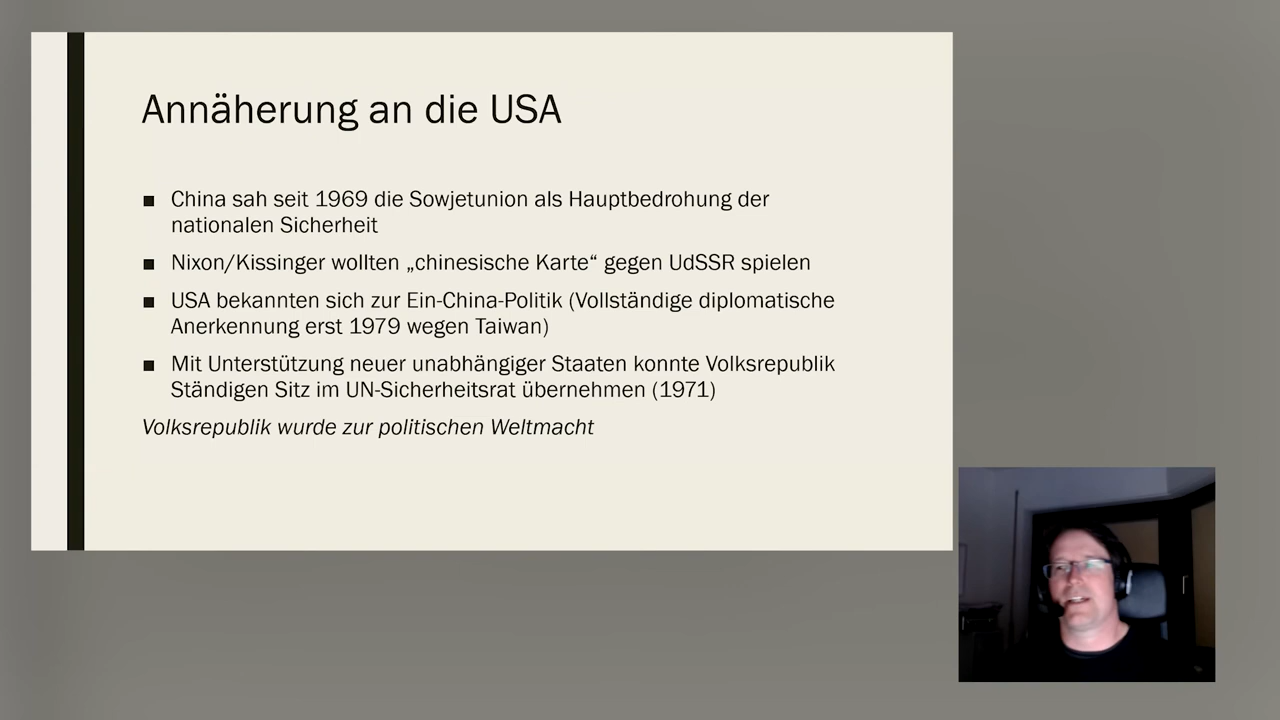 Annäherung an die USA
■ China sah seit 1969 die Sowjetunion als Hauptbedrohung der
nationalen Sicherheit
■ Nixon/Kissinger wollten „chinesische Karte“ gegen UdSSR spielen
■ USA bekannten sich zur Ein-China-Politik (Vollständige diplomatische
Anerkennung erst 1979 wegen Taiwan)
■ Mit Unterstützung neuer unabhängiger Staaten konnte Volksrepublik
Ständigen Sitz im UN-Sicherheitsrat übernehmen (1971)
Volksrepublik wurde zur politischen Weltmacht